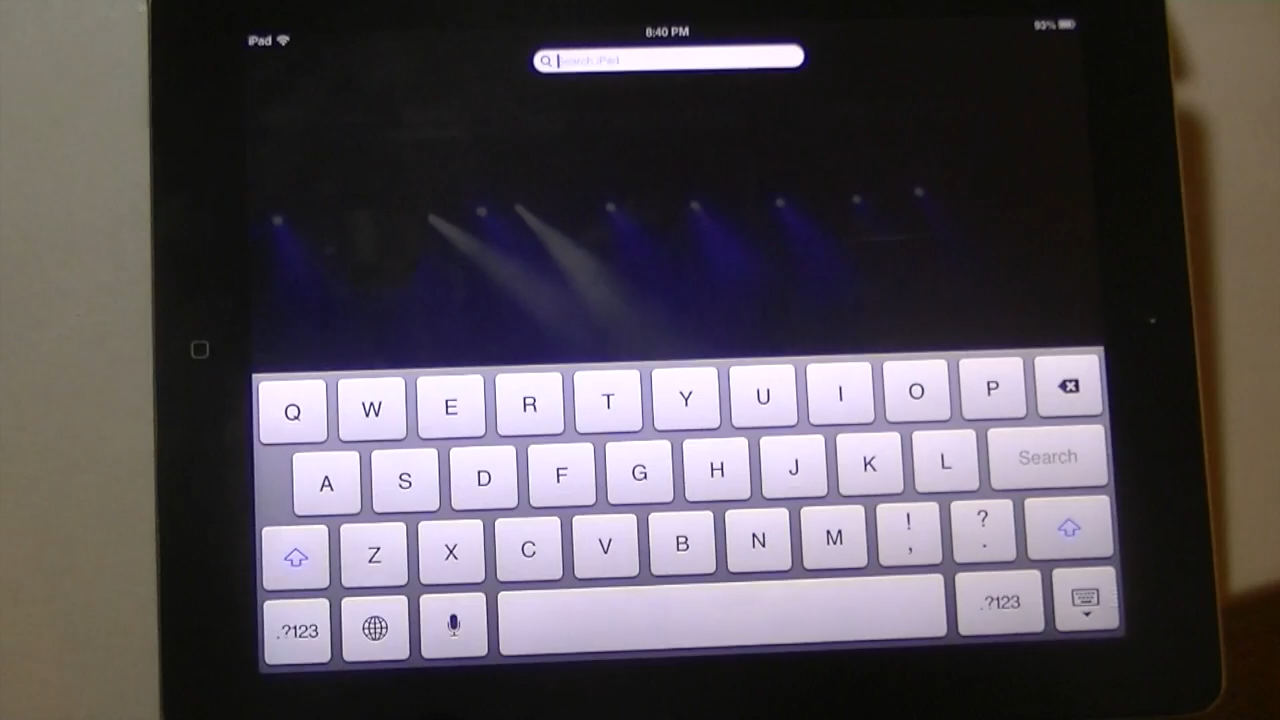 iPad 8:40 PM 93%
Search iPad
Q W E R T Y U I O P
A S D F G H J K L Search
Z X C V B N M ! , ? .
.?123 .?123